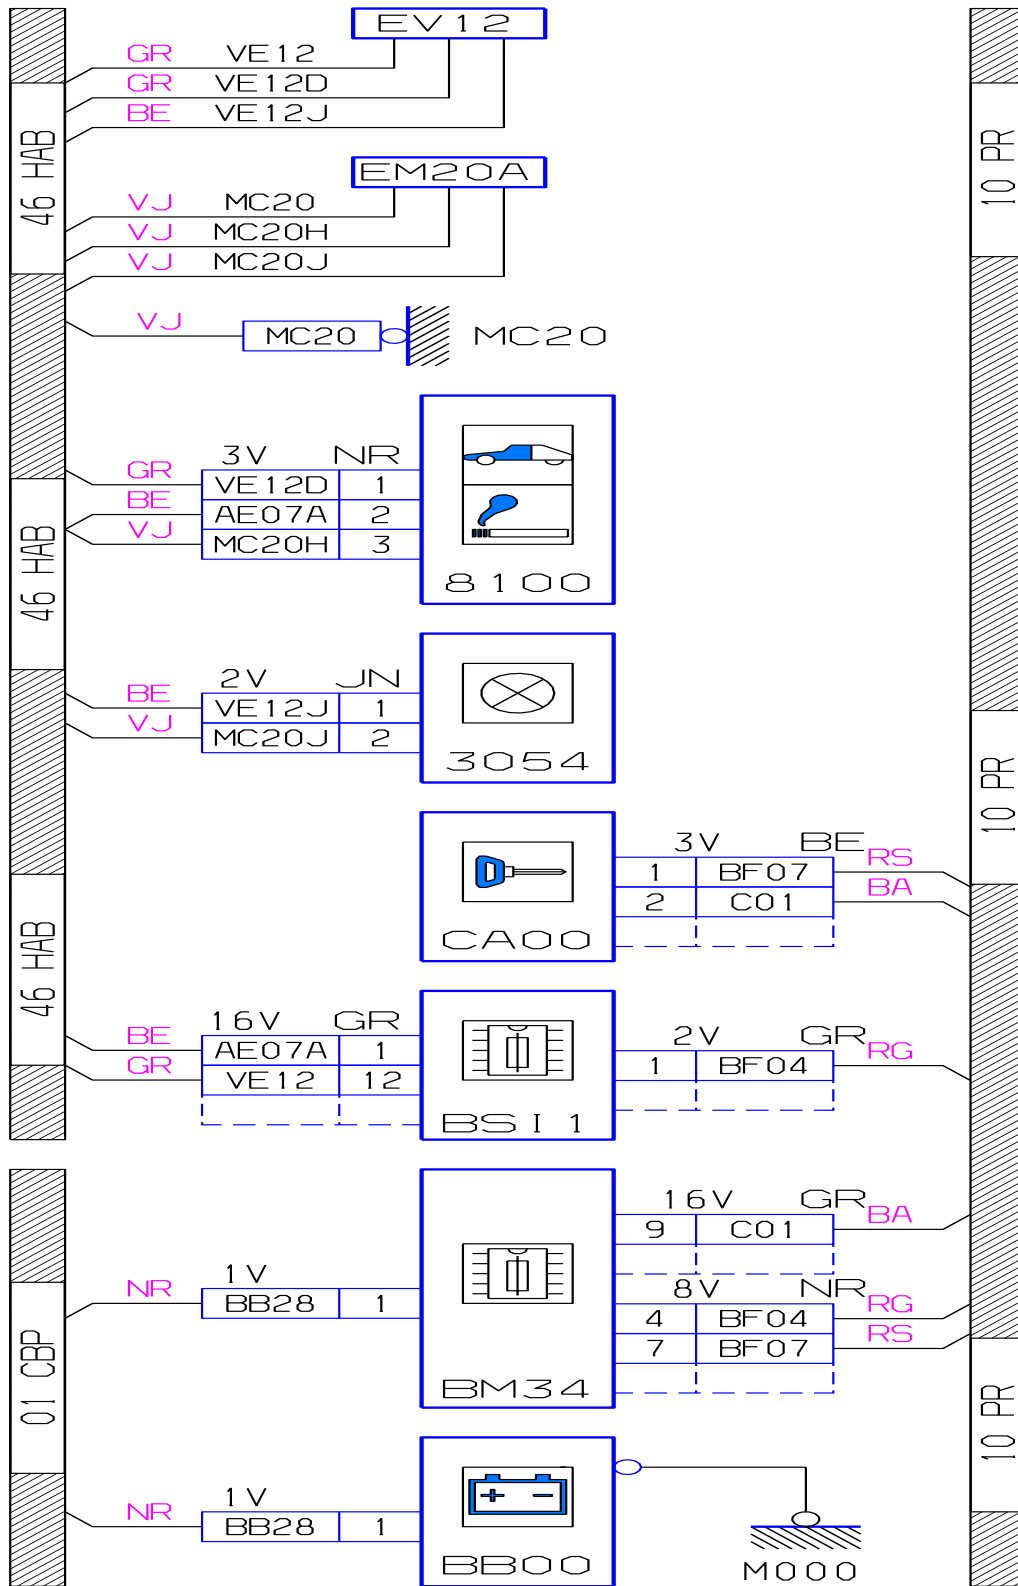 EV12
GR VE12
GR VE12D
BE VE12J
46 HAB
10 PR
EM20A
VJ MC20
VJ MC20H
VJ MC20J
VJ MC20 MC20
3V NR
GR VE12D 1
BE AE07A 2
VJ MC20H 3
8100
46 HAB
2V JN
BE VE12J 1
VJ MC20J 2
3054
10 PR
3V BE
1 BF07 RS
2 C01 BA
CA00
46 HAB
16V GR
BE AE07A 1
GR VE12 12
2V GR
1 BF04 RG
BSI1
16V GR
9 C01 BA
1V
NR BB28 1
8V NR
4 BF04 RG
7 BF07 RS
BM34
01 CBP
10 PR
1V
NR BB28 1
+ -
BB00
M000